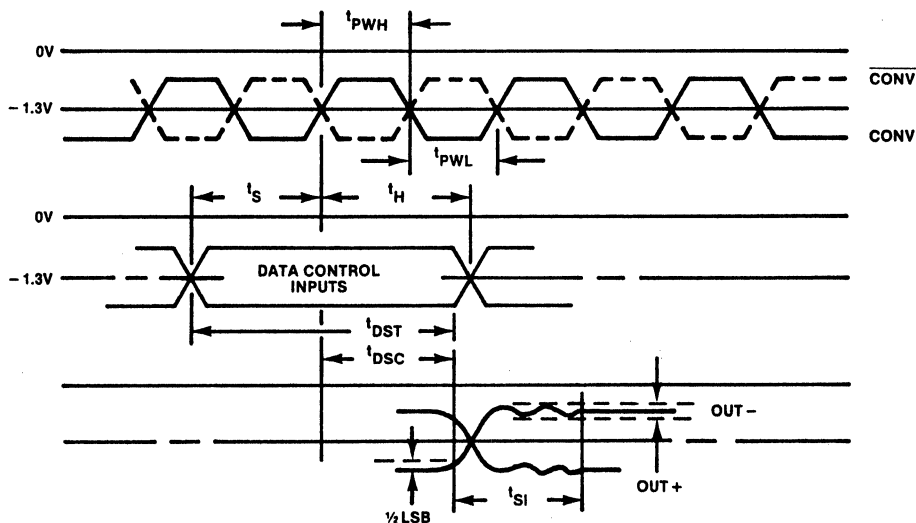 tPWH
0V
CONV
−1.3V
CONV
tPWL
tS
tH
0V
DATA CONTROL
INPUTS
−1.3V
tDST
tDSC
OUT−
OUT+
tSI
½ LSB